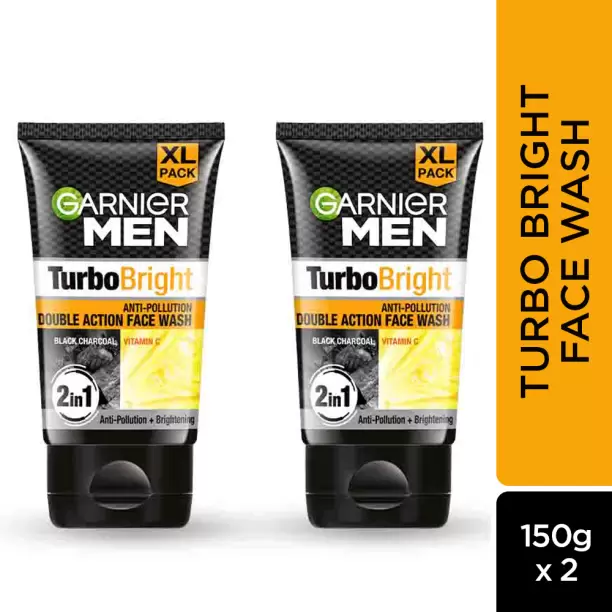 XL
PACK
GARNIER
MEN
TurboBright
ANTI-POLLUTION
DOUBLE ACTION FACE WASH
BLACK CHARCOAL
VITAMIN C
2in1
Anti-Pollution + Brightening
XL
PACK
GARNIER
MEN
TurboBright
ANTI-POLLUTION
DOUBLE ACTION FACE WASH
BLACK CHARCOAL
VITAMIN C
2in1
Anti-Pollution + Brightening
TURBO BRIGHT
FACE WASH
150g
x 2